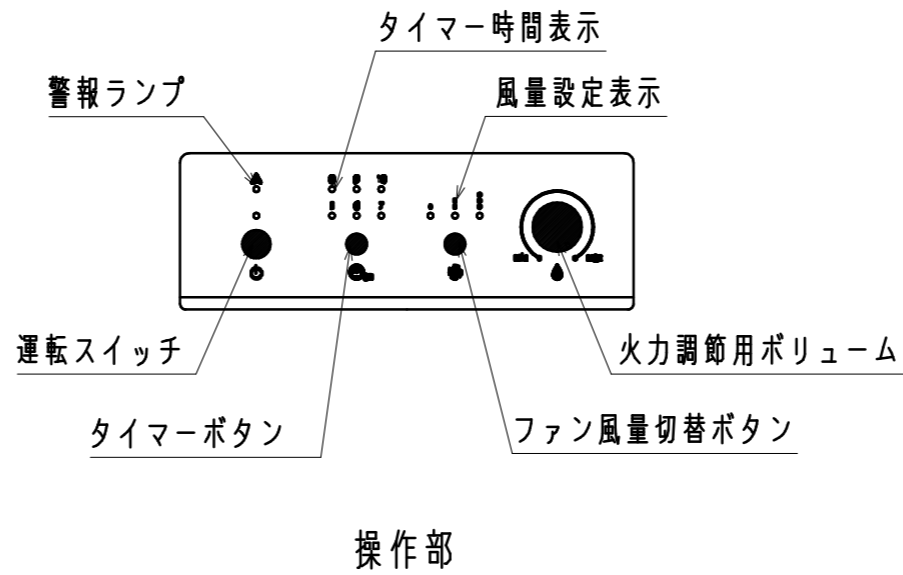 タイマー時間表示
警報ランプ
風量設定表示
運転スイッチ
火力調節用ボリューム
タイマーボタン
ファン風量切替ボタン
操作部